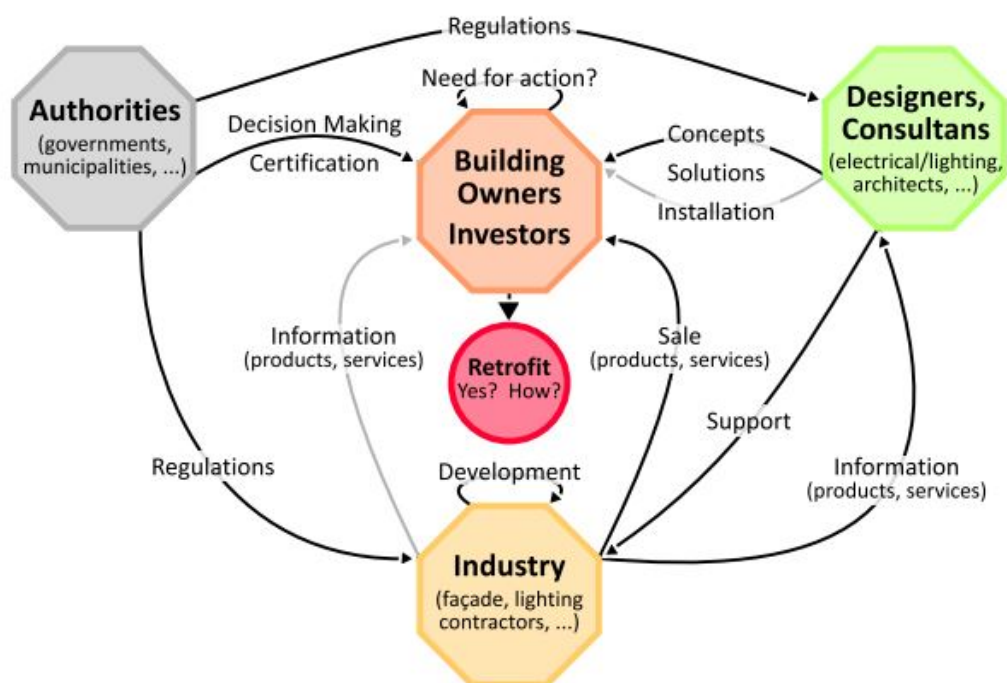 Regulations
Need for action?
Authorities
(governments,
municipalities, ...)
Decision Making
Certification
Building
Owners
Investors
Concepts
Solutions
Installation
Designers,
Consultans
(electrical/lighting,
architects, ...)
Information
(products, services)
Sale
(products, services)
Retrofit
Yes? How?
Support
Regulations
Development
Information
(products, services)
Industry
(façade, lighting
contractors, ...)